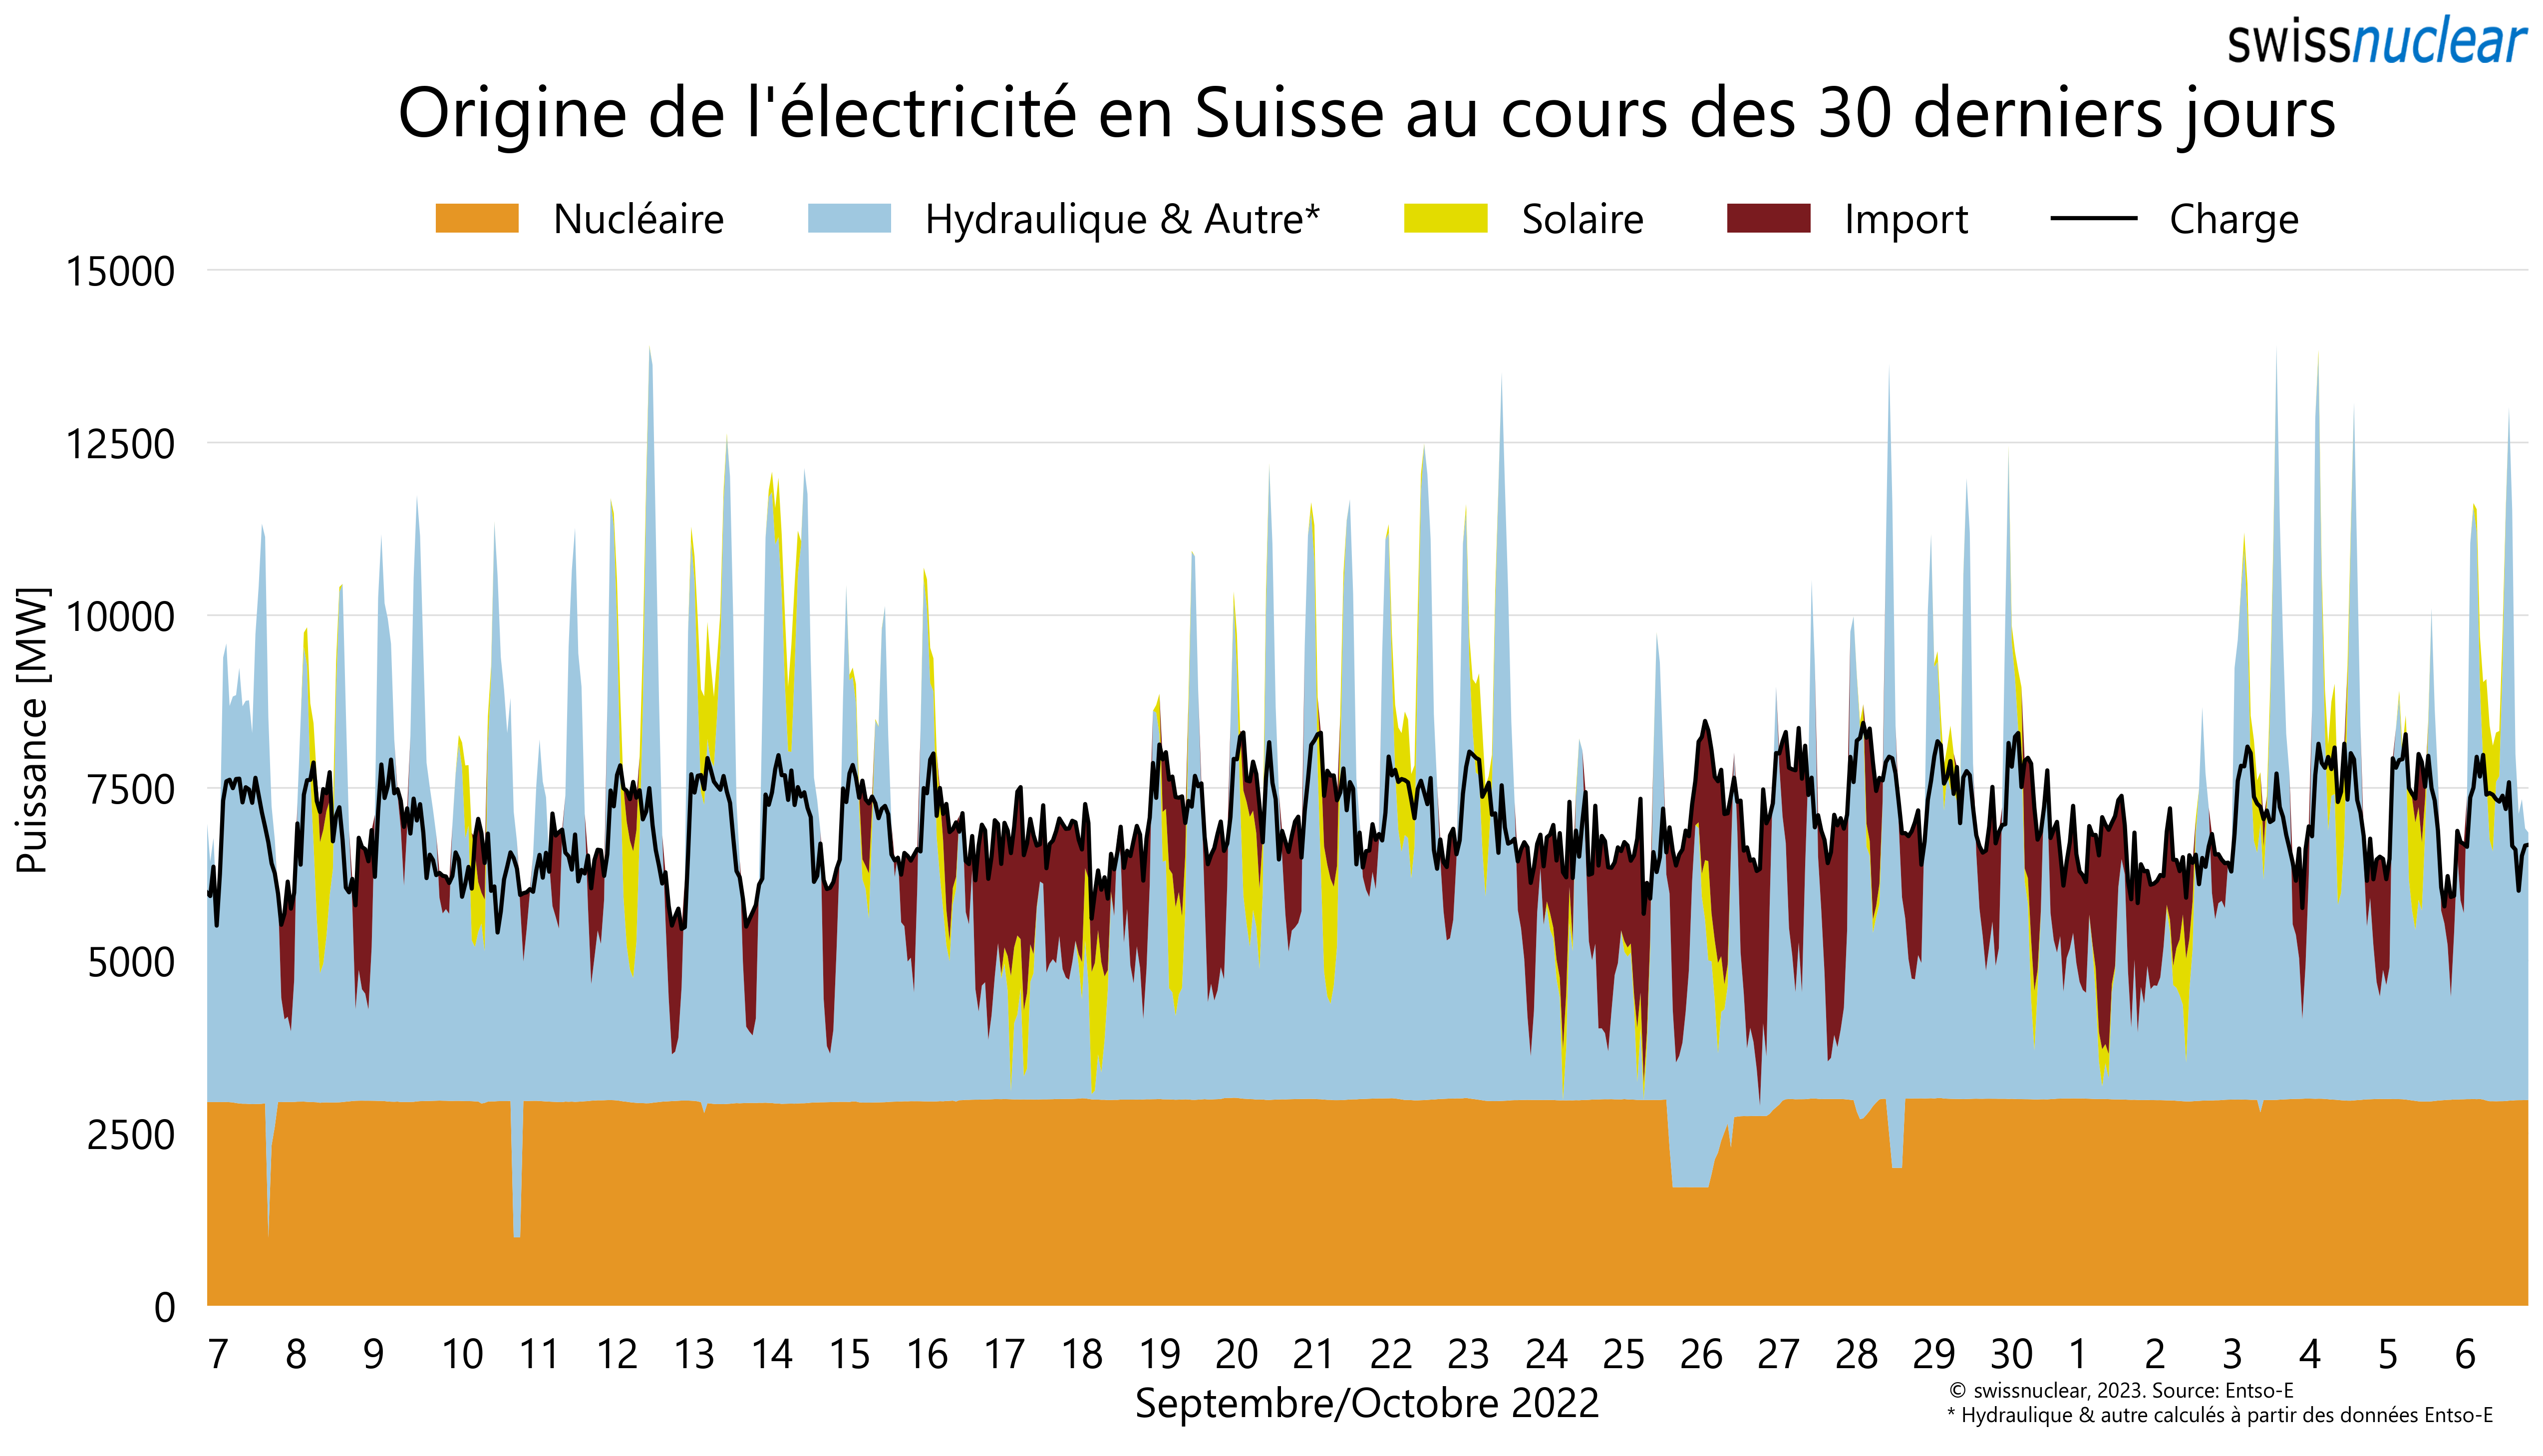 swissnuclear
Origine de l'électricité en Suisse au cours des 30 derniers jours
Nucléaire Hydraulique & Autre* Solaire Import Charge
15000
12500
10000
7500
5000
2500
0
Puissance [MW]
7 8 9 10 11 12 13 14 15 16 17 18 19 20 21 22 23 24 25 26 27 28 29 30 1 2 3 4 5 6
Septembre/Octobre 2022
© swissnuclear, 2023. Source: Entso-E
* Hydraulique & autre calculés à partir des données Entso-E